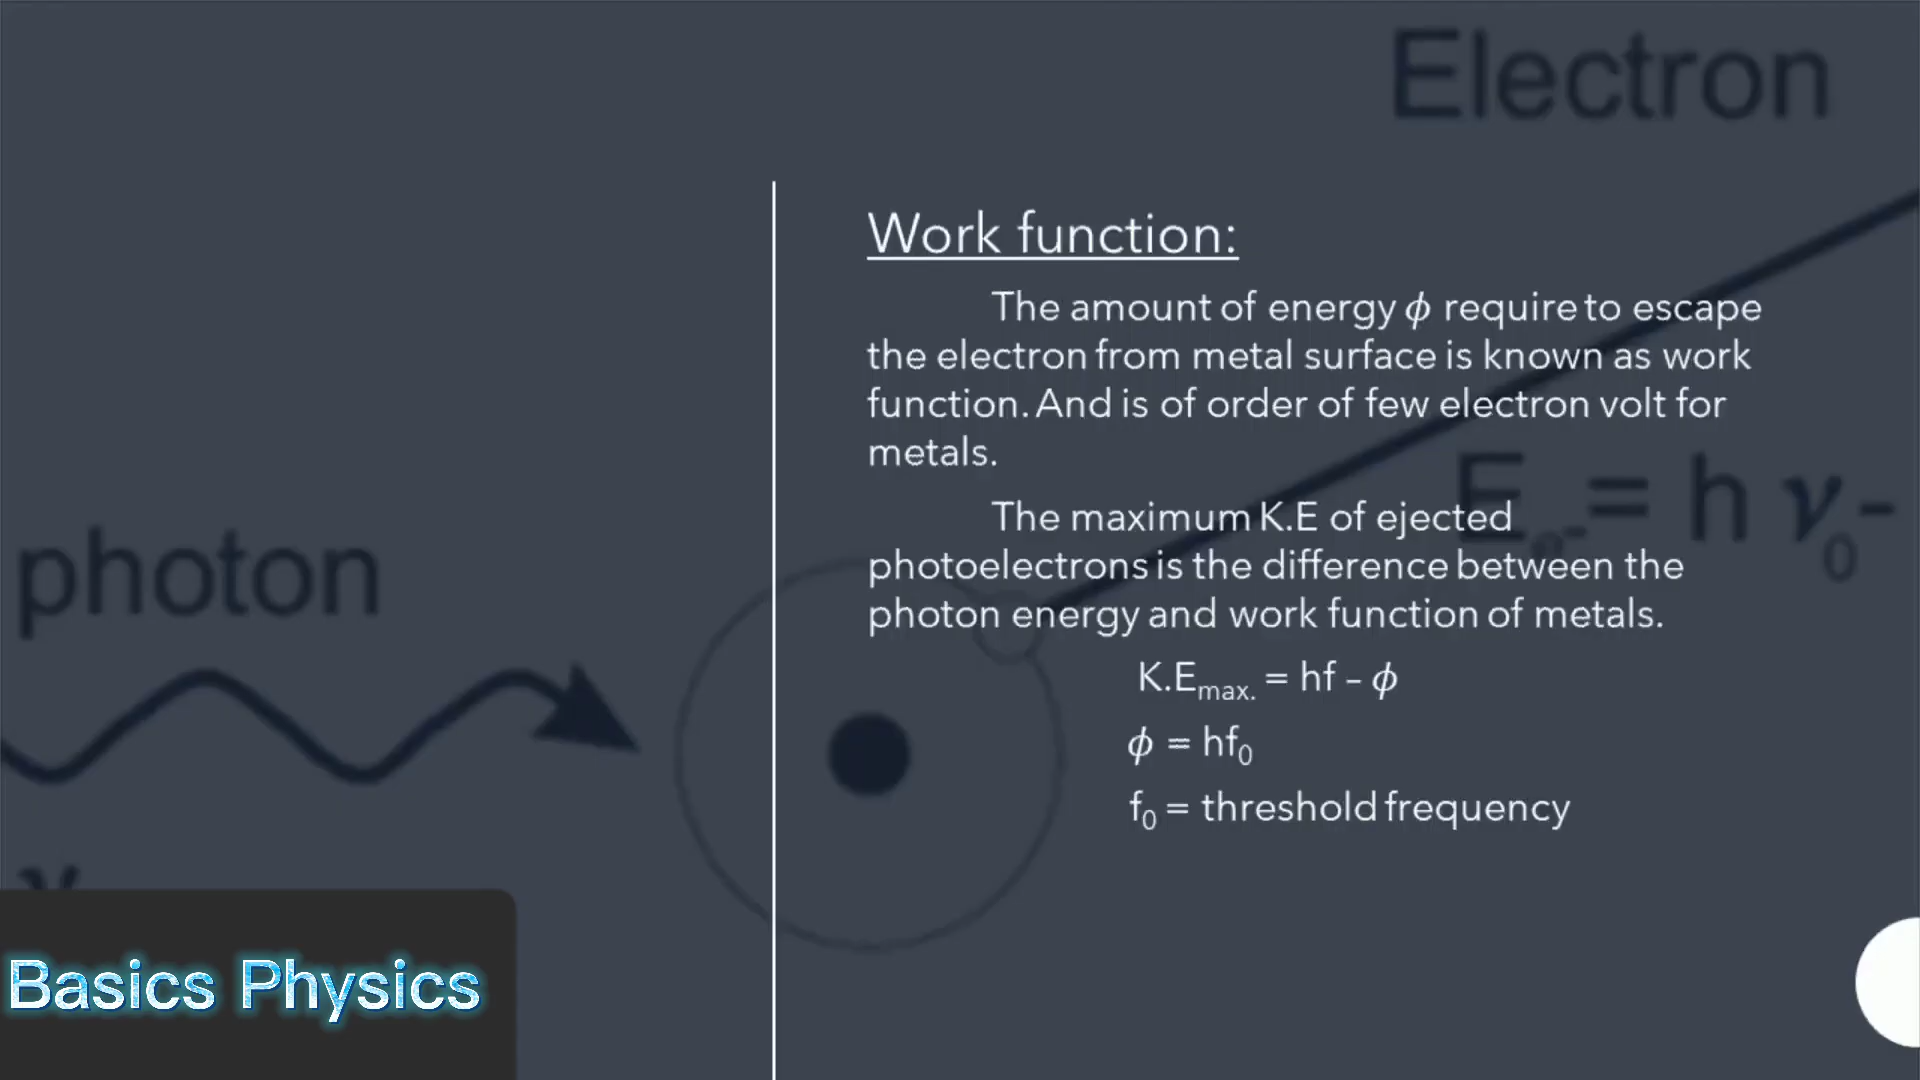 Electron
Work function:
The amount of energy ϕ require to escape
the electron from metal surface is known as work
function. And is of order of few electron volt for
metals.
E = h ν₀-
The maximum K.E of ejected
photoelectrons is the difference between the
photon energy and work function of metals.
photon
K.Eₘₐₓ. = hf – ϕ
ϕ = hf₀
f₀ = threshold frequency
Basics Physics